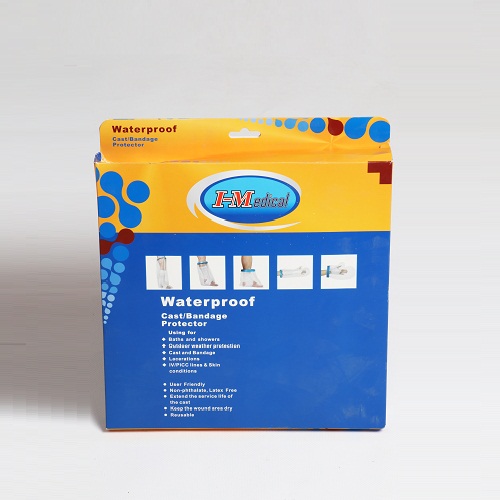 Waterproof
Cast/Bandage
Protector
I-Medical
Waterproof
Cast/Bandage
Protector
Using for
Baths and showers
Outdoor weather protection
Cast and Bandage
Lacerations
IV/PICC lines & Skin
conditions
User Friendly
Non-phthalate, Latex Free
Extend the service life of
the cast
Keep the wound area dry
Reusable